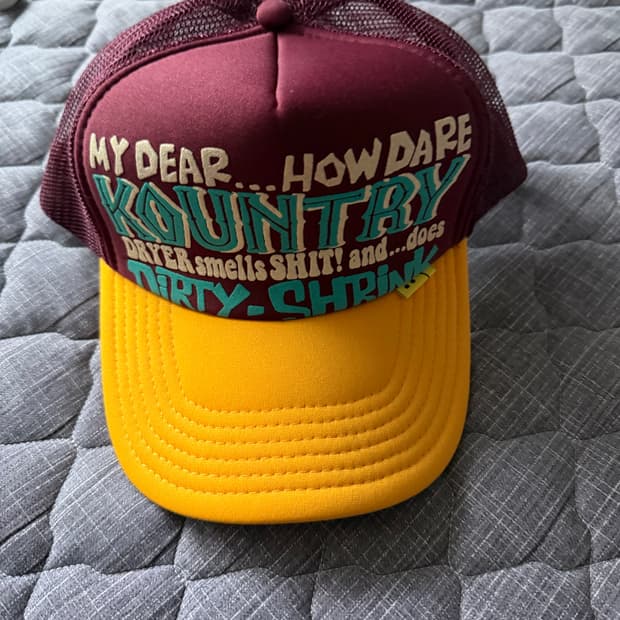 MY DEAR... HOW DARE
KOUNTRY
DRYER smells SHIT! and...does
DIRTY-SHRINK